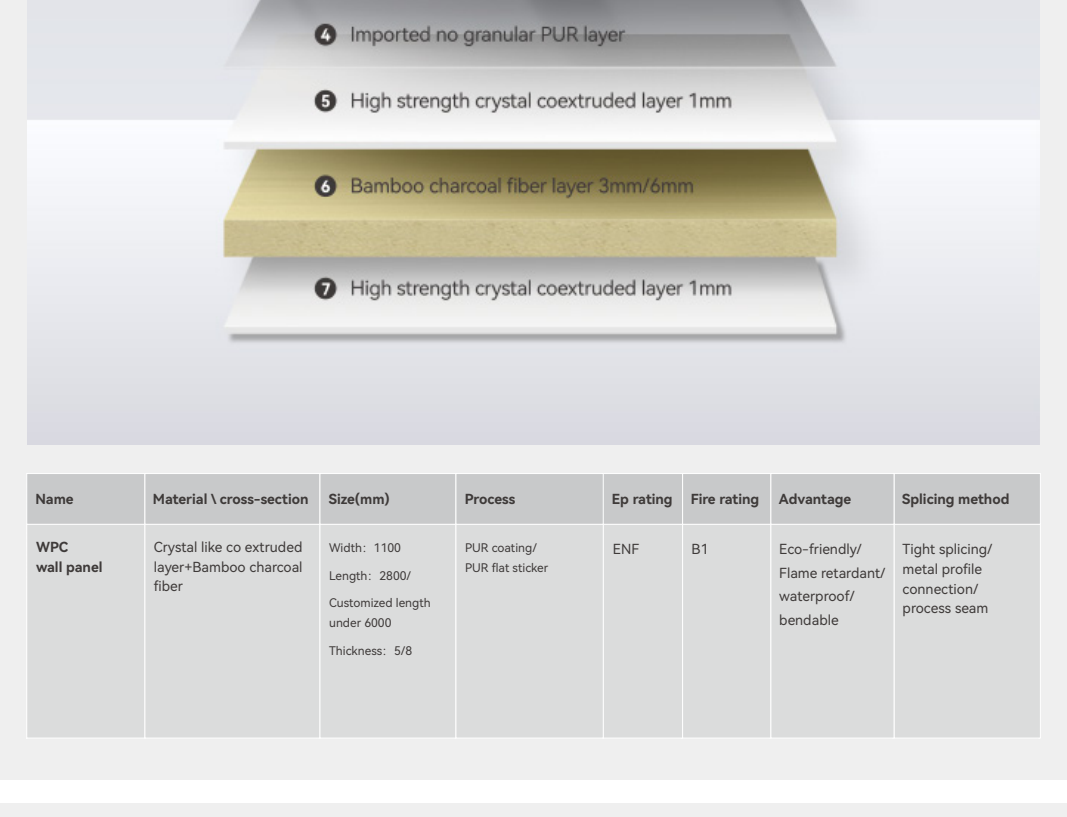 4 Imported no granular PUR layer
5 High strength crystal coextruded layer 1mm
6 Bamboo charcoal fiber layer 3mm/6mm
7 High strength crystal coextruded layer 1mm
Name
Material \ cross-section
Size(mm)
Process
Ep rating
Fire rating
Advantage
Splicing method
WPC
wall panel
Crystal like co extruded
layer+Bamboo charcoal
fiber
Width: 1100
Length: 2800/
Customized length
under 6000
Thickness: 5/8
PUR coating/
PUR flat sticker
ENF
B1
Eco-friendly/
Flame retardant/
waterproof/
bendable
Tight splicing/
metal profile
connection/
process seam